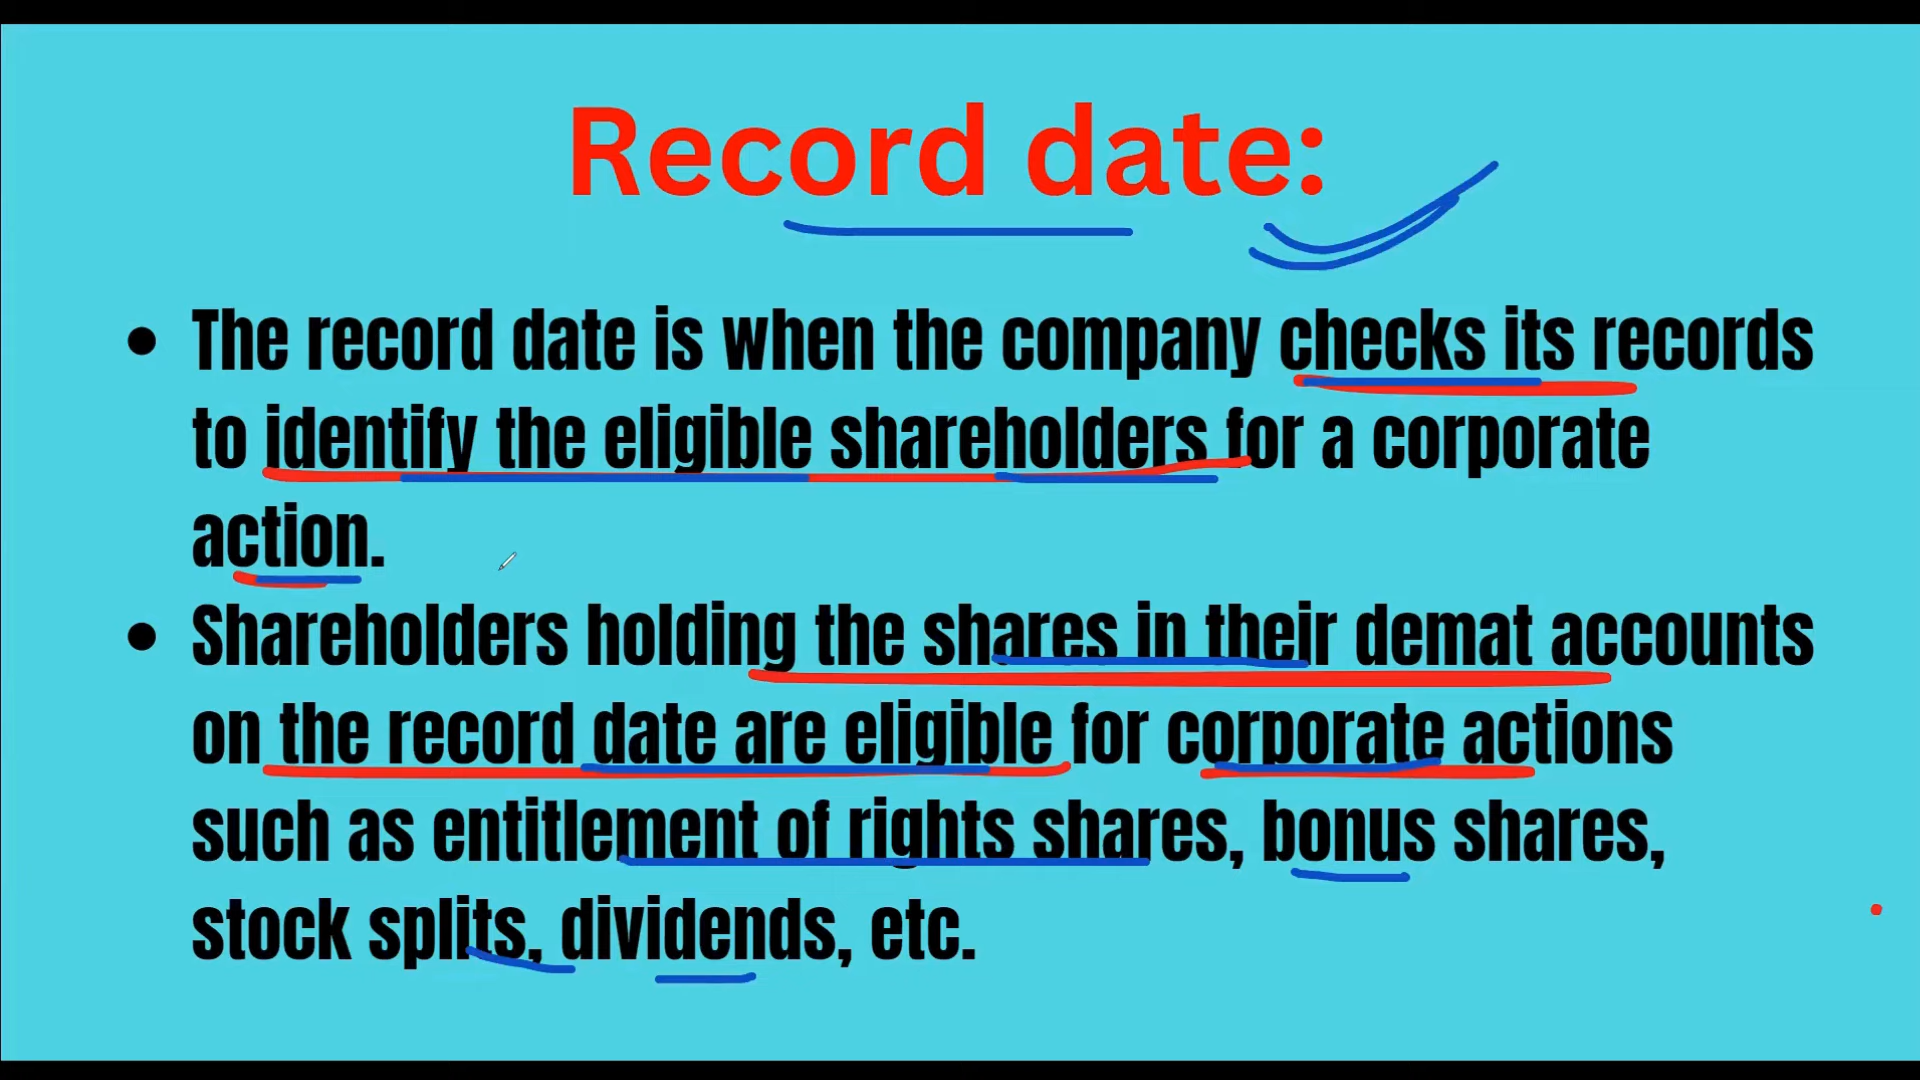 Record date:
• The record date is when the company checks its records
to identify the eligible shareholders for a corporate
action.
• Shareholders holding the shares in their demat accounts
on the record date are eligible for corporate actions
such as entitlement of rights shares, bonus shares,
stock splits, dividends, etc.